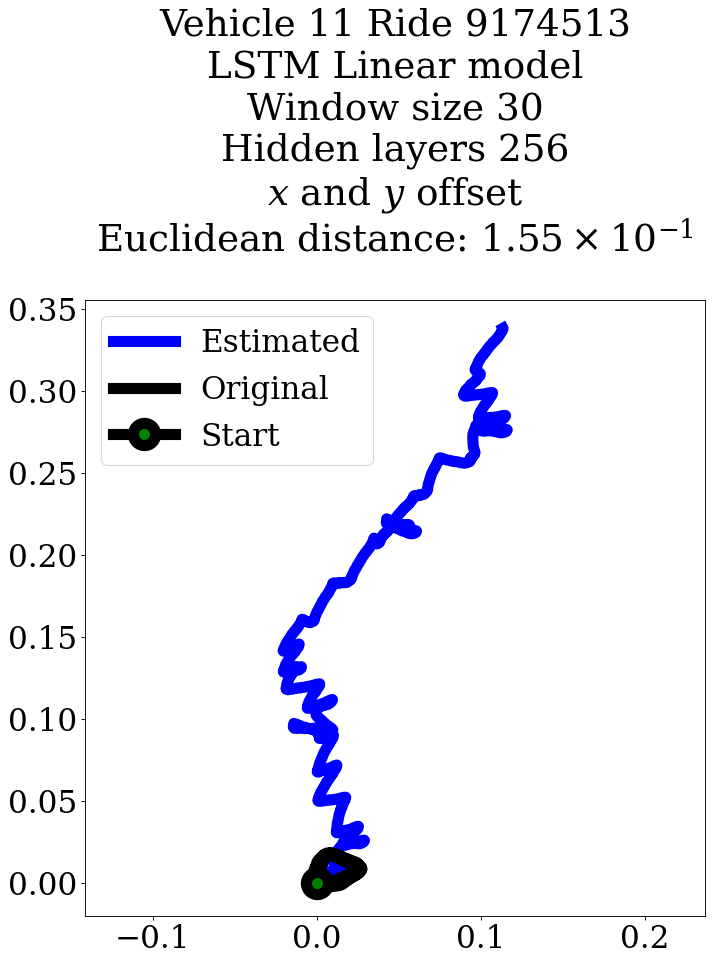 Vehicle 11 Ride 9174513
LSTM Linear model
Window size 30
Hidden layers 256
x and y offset
Euclidean distance: 1.55 × 10⁻¹
0.35
0.30
0.25
0.20
0.15
0.10
0.05
0.00
Estimated
Original
Start
−0.1
0.0
0.1
0.2